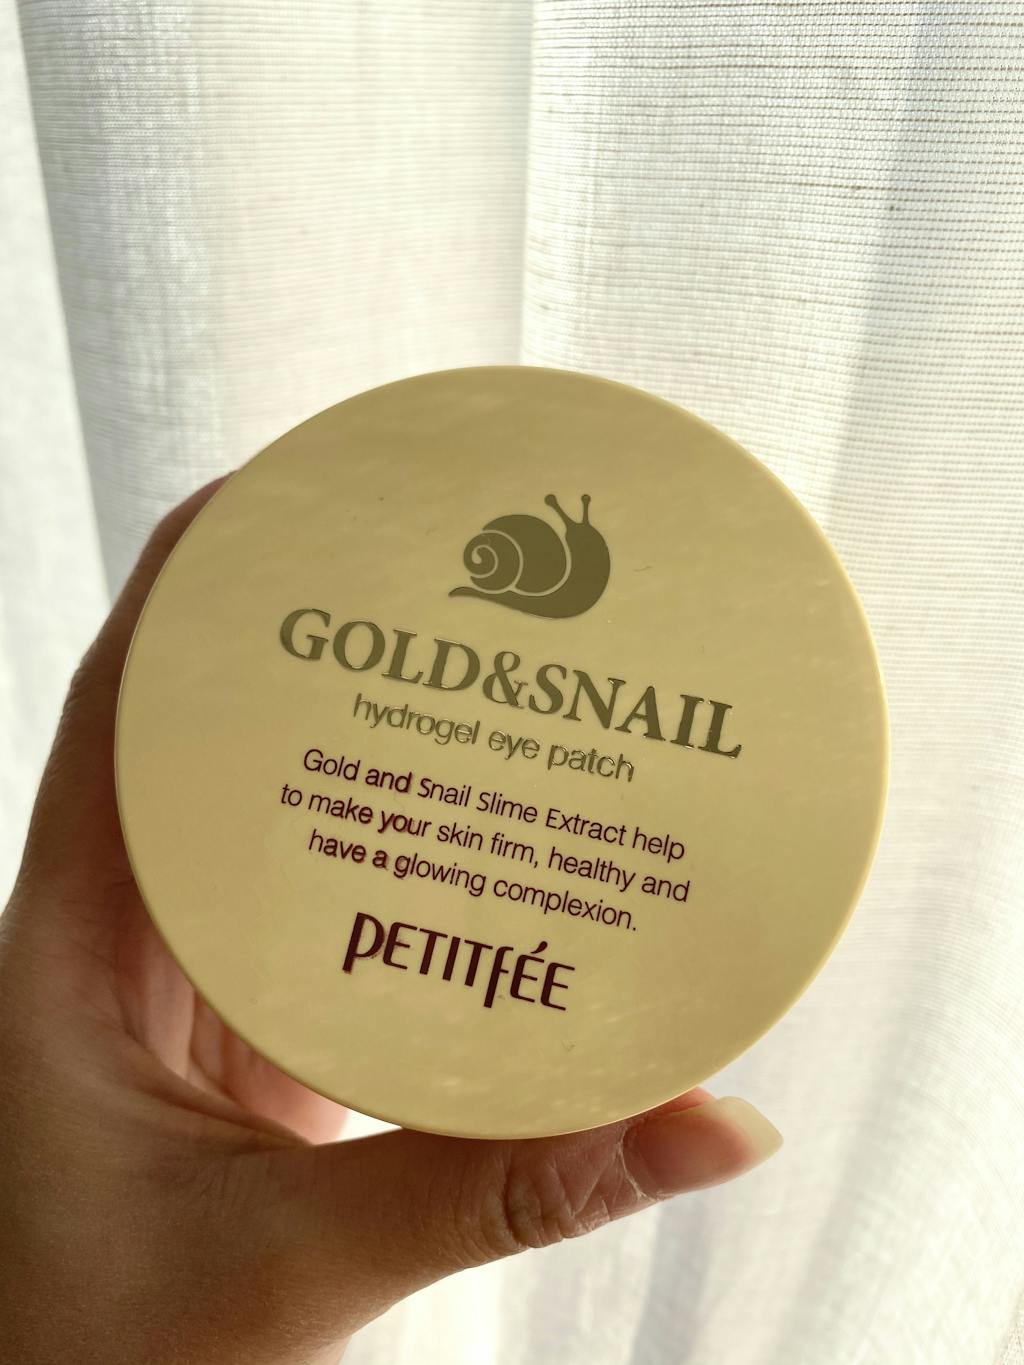 GOLD&SNAIL
hydrogel eye patch
Gold and Snail Slime Extract help
to make your skin firm, healthy and
have a glowing complexion.
PETITFÉE